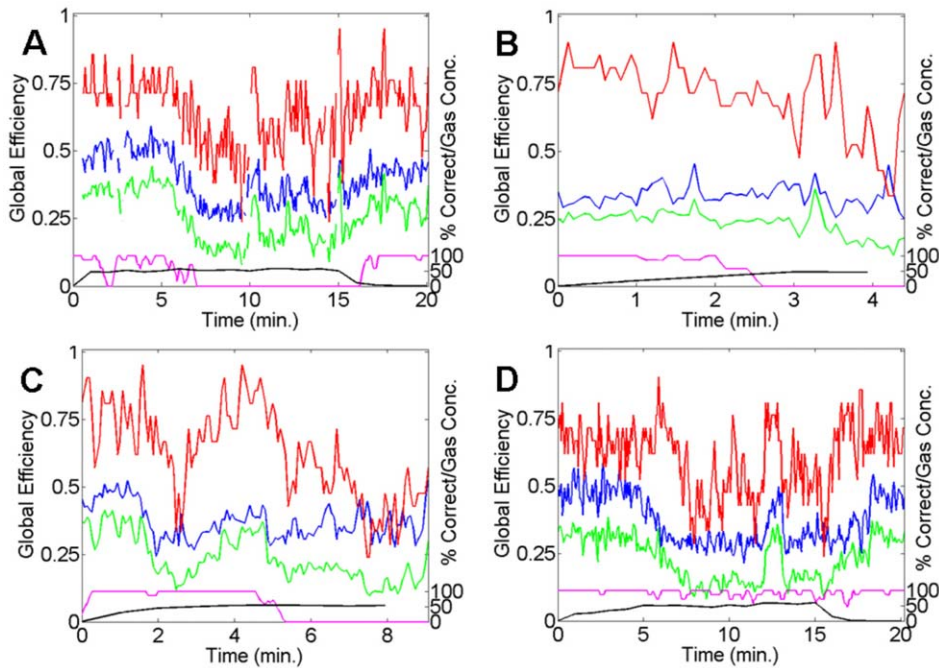 A
B
1
0.75
0.5
0.25
0
Global Efficiency
100
50
0
% Correct/Gas Conc.
0 5 10 15 20
Time (min.)
1
0.75
0.5
0.25
0
Global Efficiency
100
50
0
% Correct/Gas Conc.
0 1 2 3 4
Time (min.)
C
D
1
0.75
0.5
0.25
0
Global Efficiency
100
50
0
% Correct/Gas Conc.
0 2 4 6 8
Time (min.)
1
0.75
0.5
0.25
0
Global Efficiency
100
50
0
% Correct/Gas Conc.
0 5 10 15 20
Time (min.)